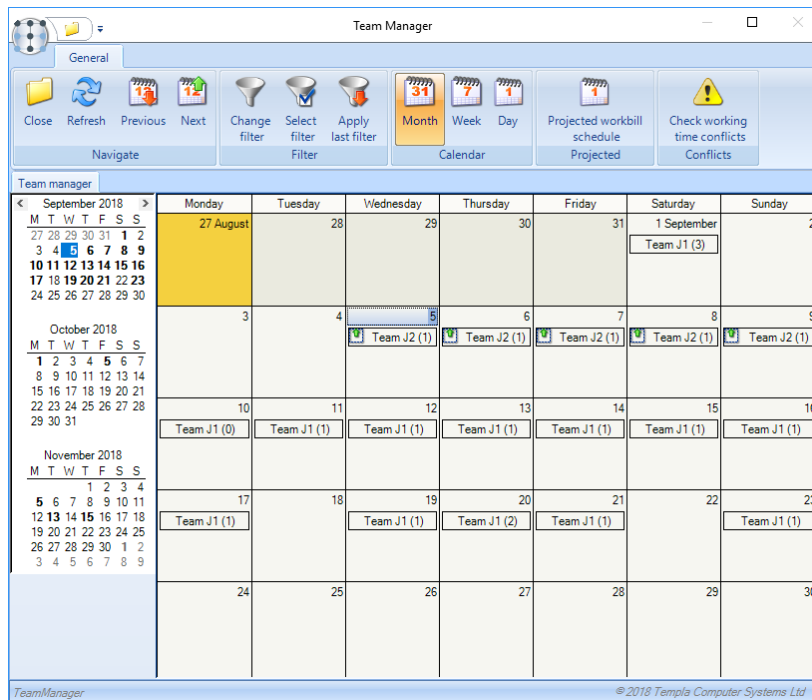 Team Manager
General
31 7 1 1
Close Refresh Previous Next Change filter Select filter Apply last filter Month Week Day Projected workbill schedule Check working time conflicts
Navigate Filter Calendar Projected Conflicts
Team manager
September 2018
M T W T F S S
27 28 29 30 31 1 2
3 4 5 6 7 8 9
10 11 12 13 14 15 16
17 18 19 20 21 22 23
24 25 26 27 28 29 30
October 2018
M T W T F S S
1 2 3 4 5 6 7
8 9 10 11 12 13 14
15 16 17 18 19 20 21
22 23 24 25 26 27 28
29 30 31
November 2018
M T W T F S S
1 2 3 4
5 6 7 8 9 10 11
12 13 14 15 16 17 18
19 20 21 22 23 24 25
26 27 28 29 30 1 2
3 4 5 6 7 8 9
Monday Tuesday Wednesday Thursday Friday Saturday Sunday
27 August 28 29 30 31 1 September 2
Team J1 (3)
3 4 5 6 7 8
Team J2 (1) Team J2 (1) Team J2 (1) Team J2 (1) Team J2 (1)
10 11 12 13 14 15
Team J1 (0) Team J1 (1) Team J1 (1) Team J1 (1) Team J1 (1) Team J1 (1) Team J1 (1)
17 18 19 20 21 22
Team J1 (1) Team J1 (1) Team J1 (2) Team J1 (1) Team J1 (1)
24 25 26 27 28 29
TeamManager
© 2018 Templa Computer Systems Ltd